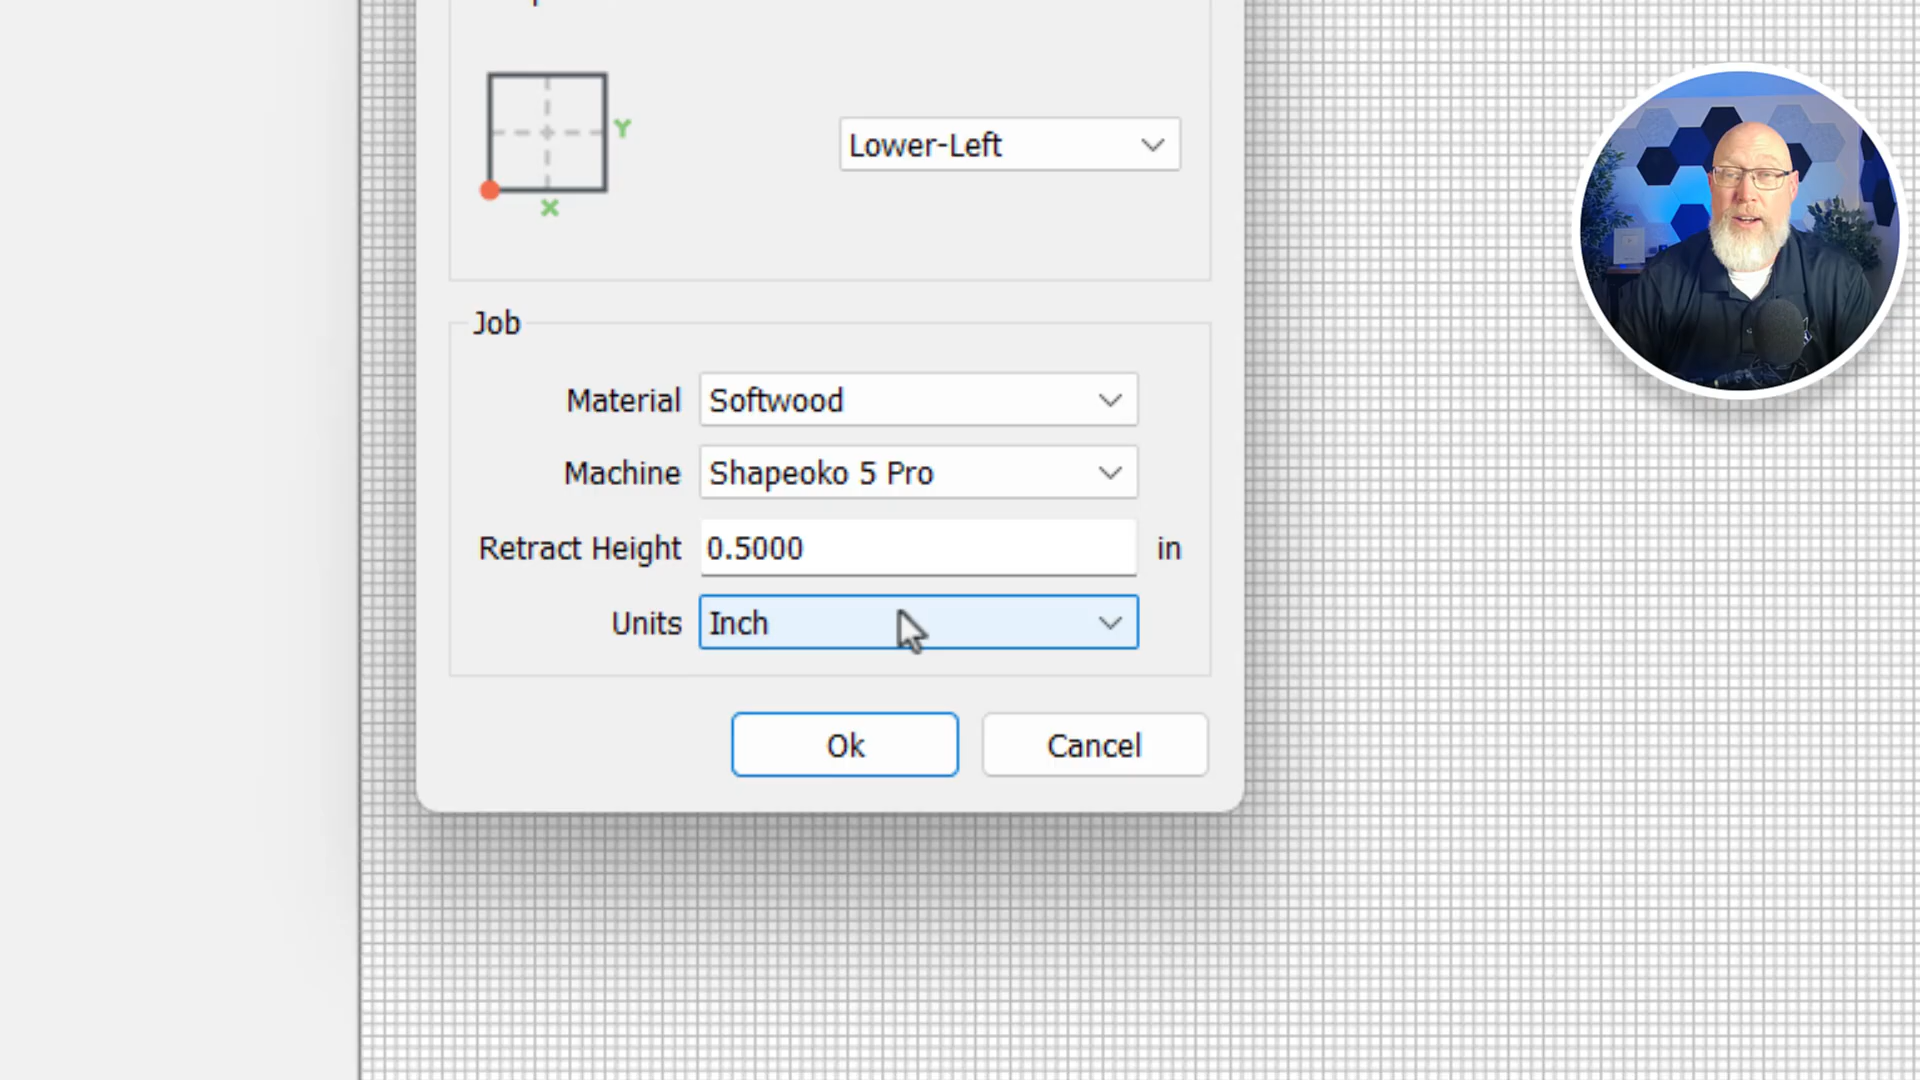 Y
Lower-Left
X
Job
Material Softwood
Machine Shapeoko 5 Pro
Retract Height 0.5000 in
Units Inch
Ok Cancel